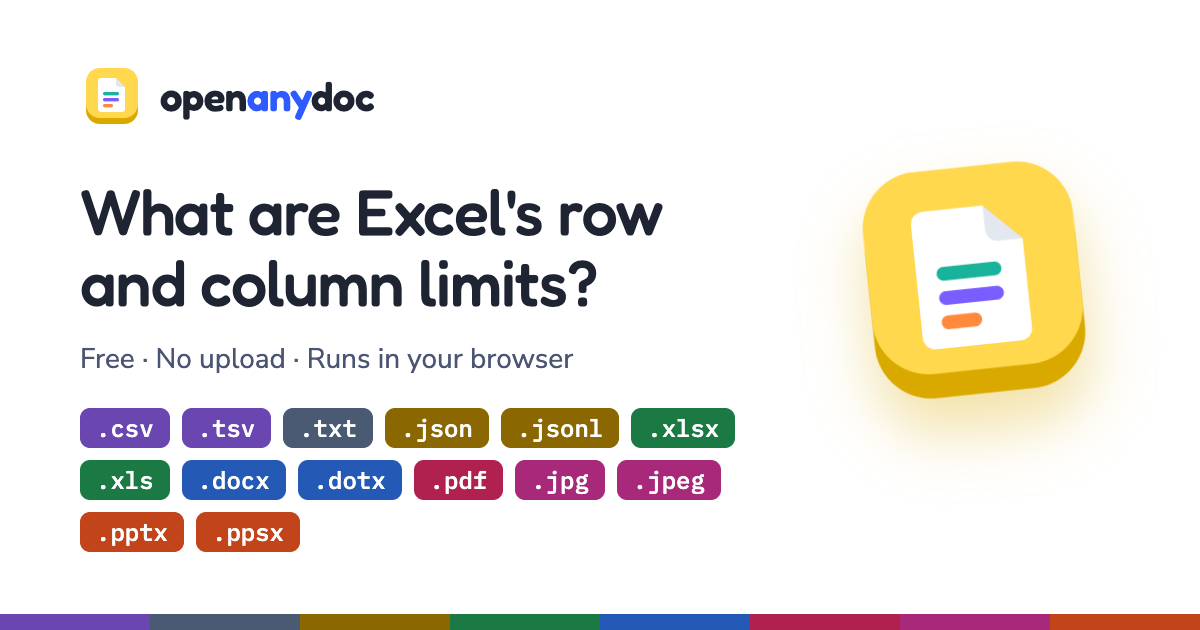 openanydoc
What are Excel's row
and column limits?
Free · No upload · Runs in your browser
.csv .tsv .txt .json .jsonl .xlsx
.xls .docx .dotx .pdf .jpg .jpeg
.pptx .ppsx